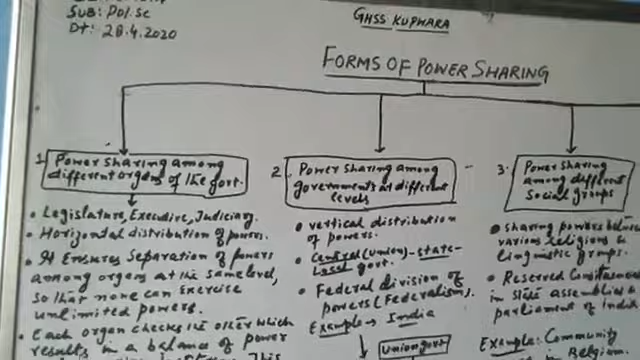 Sub: Pol.Sc
Dt: 28.4.2020
GHSS KUPWARA
FORMS OF POWER SHARING
1. Power sharing among
different organs of the govt.
• Legislature, Executive, Judiciary.
• Horizontal distribution of powers.
• It Ensures Separation of powers
among organs at the same level,
so that none can Exercise
unlimited powers.
• Each organ checks the other which
results in a balance of power
This
2. Power sharing among
governments at different
levels
• vertical distribution
of powers.
• Central (union)-state-
Local govt.
• Federal division of
powers (Federalism).
Example → India
Union govt
3. Power sharing
among different
Social groups
• Sharing powers between
various religious &
linguistic groups.
• Reserved
in state assemblies &
parliament of India
Example: Community
in Belgium.